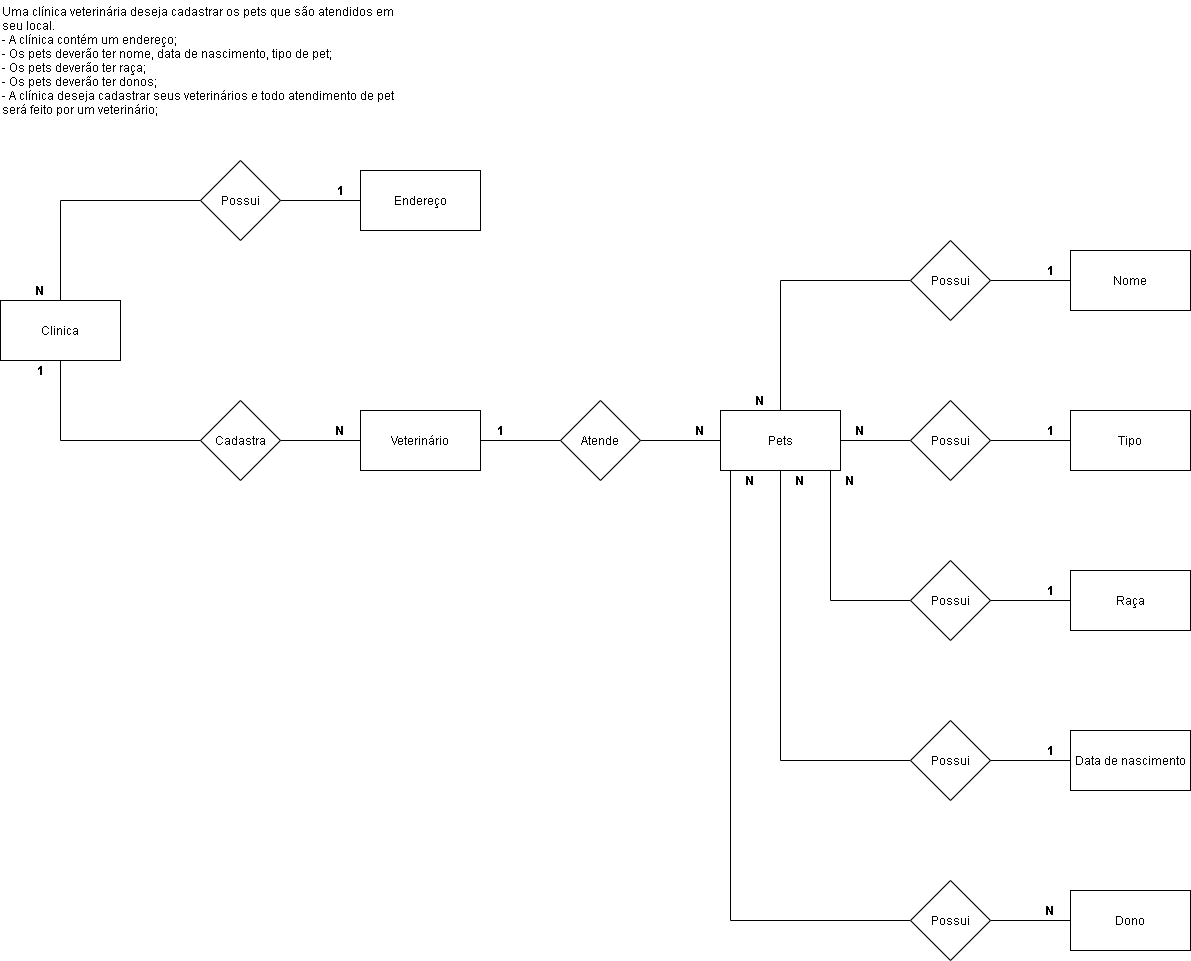 Uma clínica veterinária deseja cadastrar os pets que são atendidos em
seu local.
- A clínica contém um endereço;
- Os pets deverão ter nome, data de nascimento, tipo de pet;
- Os pets deverão ter raça;
- Os pets deverão ter donos;
- A clínica deseja cadastrar seus veterinários e todo atendimento de pet
será feito por um veterinário;
Possui
1
Endereço
N
Clinica
1
Cadastra
N
Veterinário
1
Atende
N
Pets
N
Possui
1
Nome
N
Possui
1
Tipo
N
N
N
Possui
1
Raça
Possui
1
Data de nascimento
Possui
N
Dono